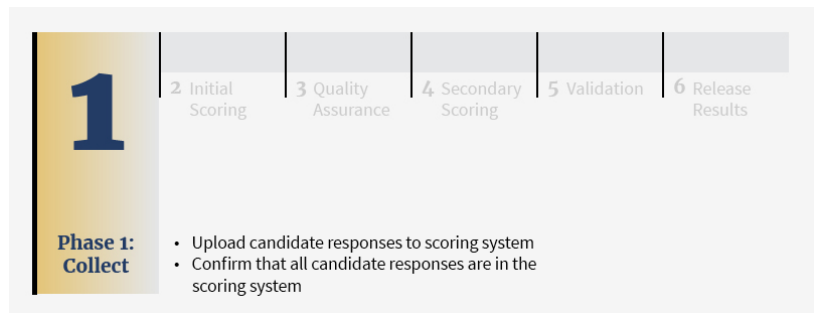 1
2 Initial
Scoring
3 Quality
Assurance
4 Secondary
Scoring
5 Validation
6 Release
Results
Phase 1:
Collect
• Upload candidate responses to scoring system
• Confirm that all candidate responses are in the
scoring system